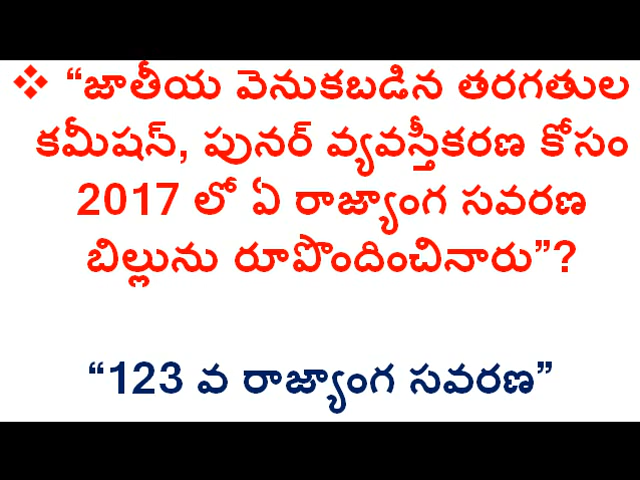 ❖ “జాతీయ వెనుకబడిన తరగతుల
కమీషన్, పునర్ వ్యవస్తీకరణ కోసం
2017 లో ఏ రాజ్యాంగ సవరణ
బిల్లును రూపొందించినారు”?
“123 వ రాజ్యాంగ సవరణ”